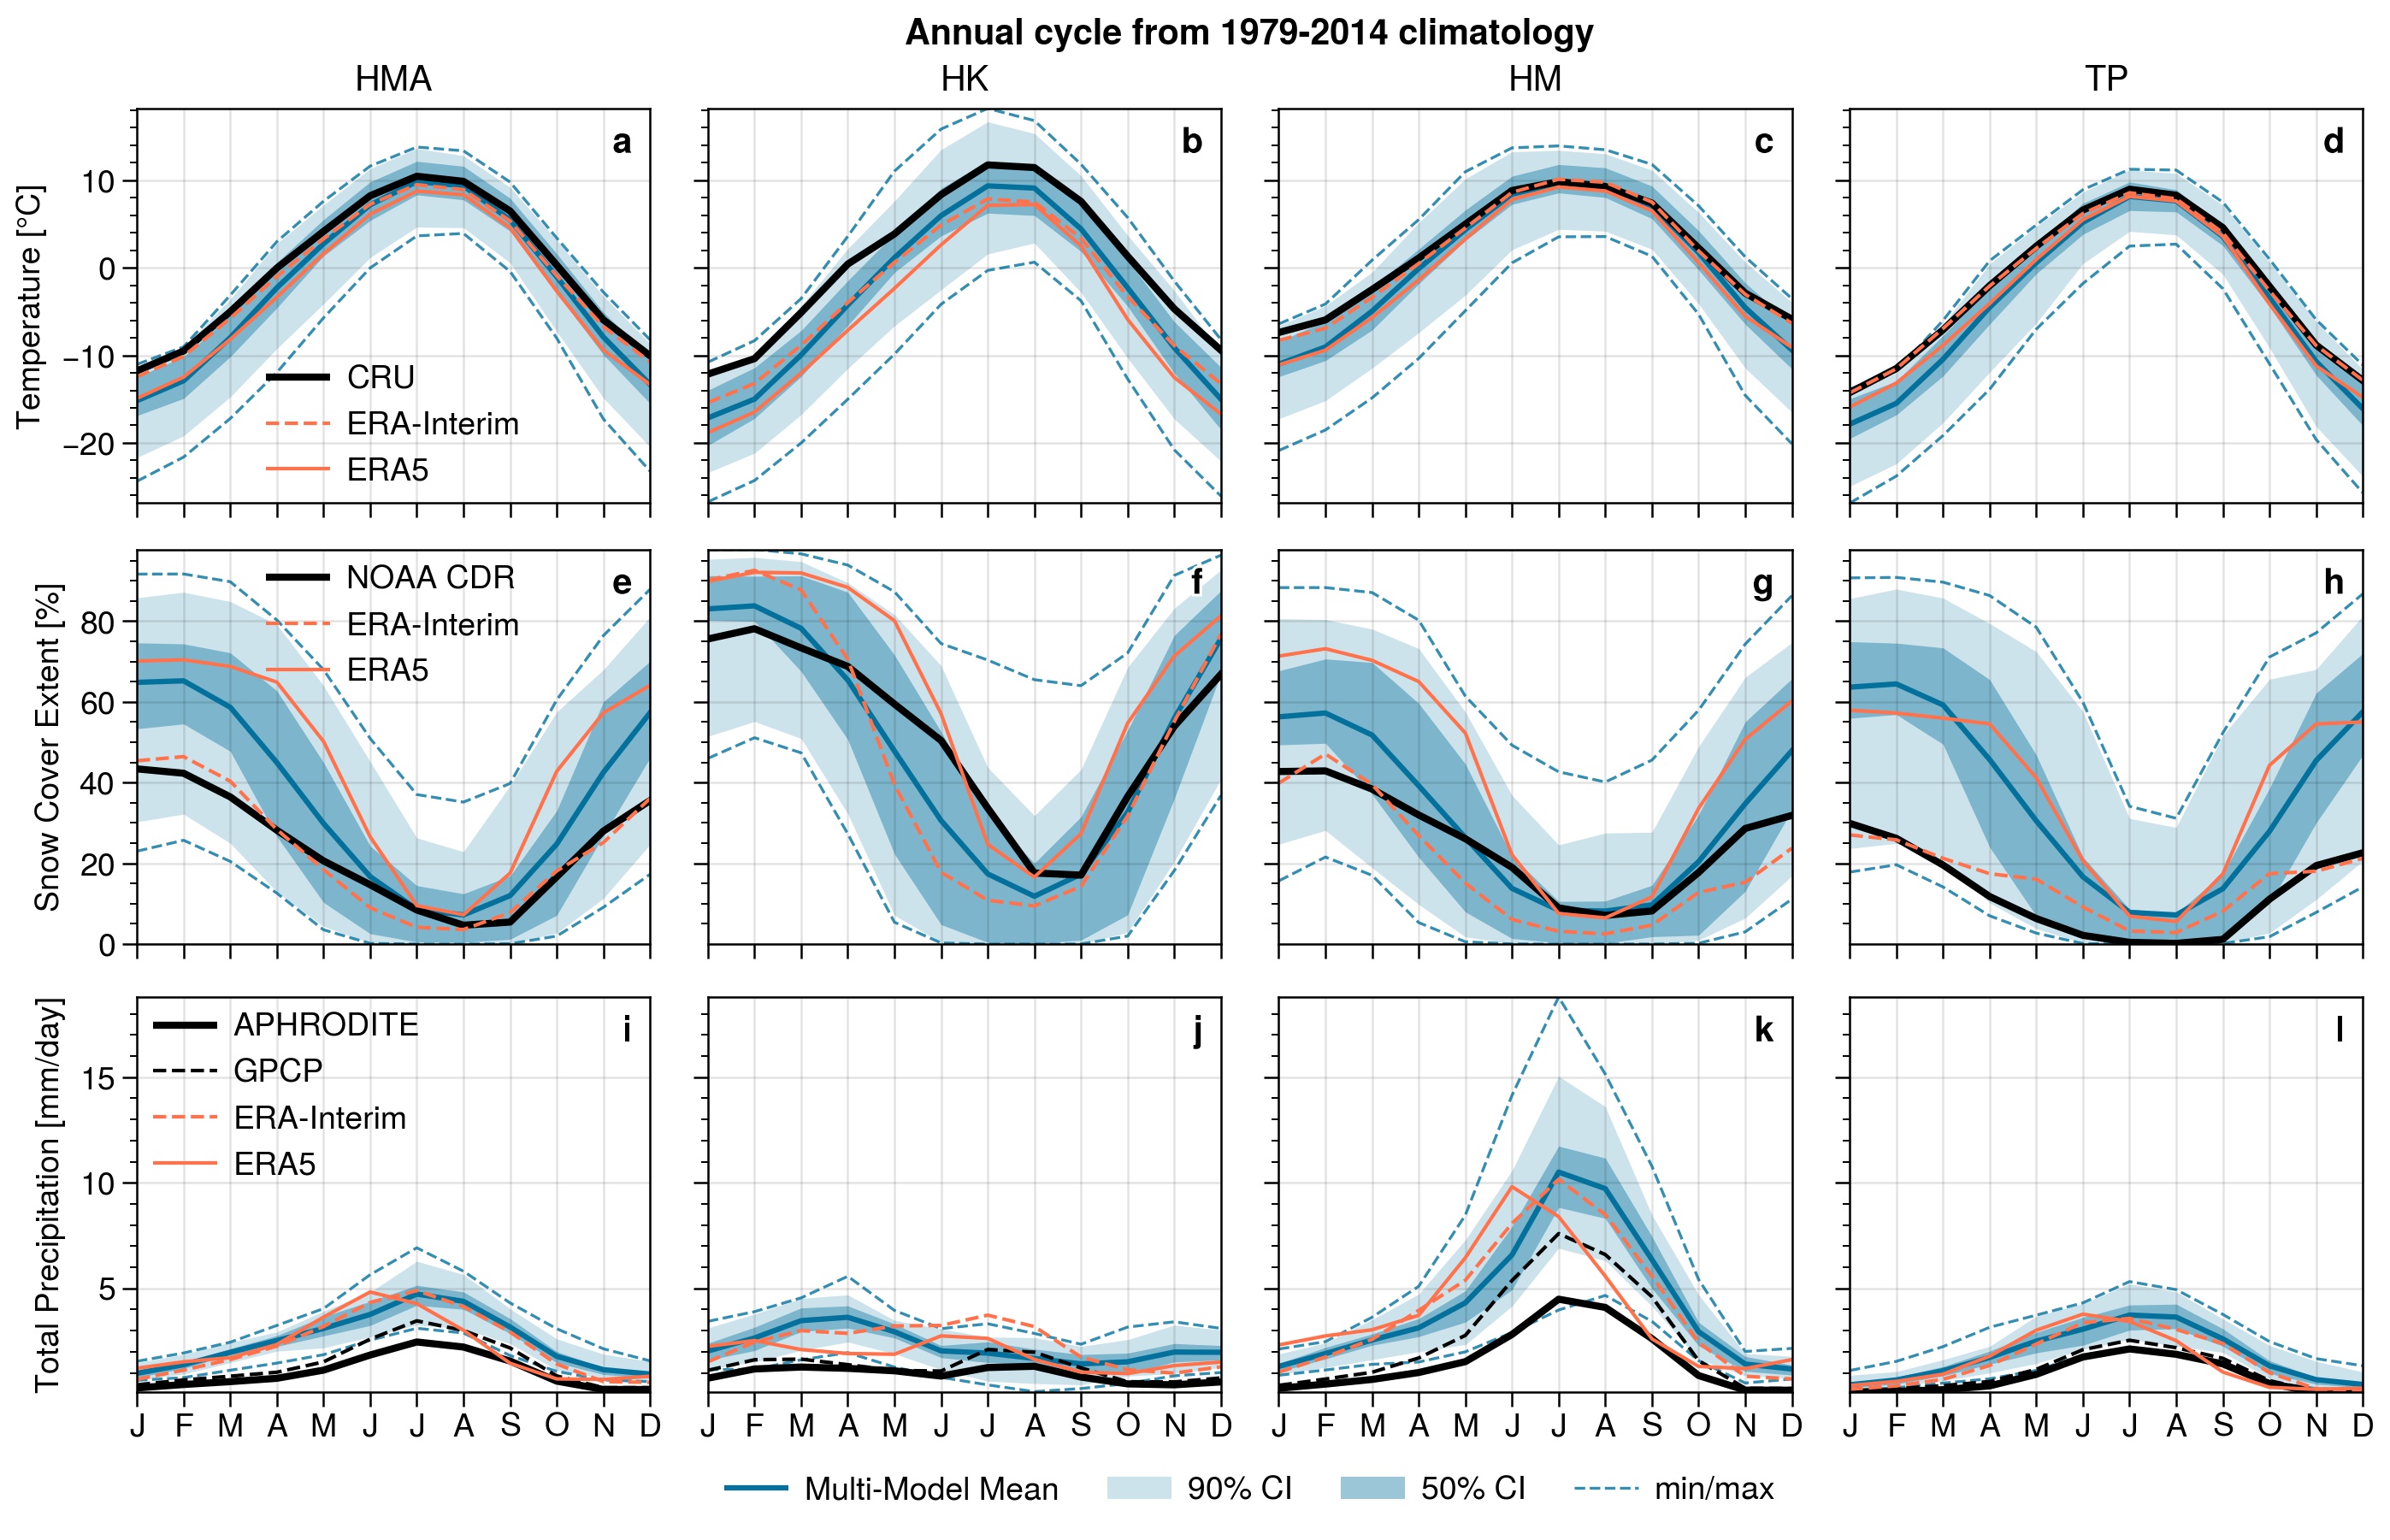 Annual cycle from 1979-2014 climatology
HMA HK HM TP
Temperature [°C]
10
0
−10
−20
a
b
c
d
CRU
ERA-Interim
ERA5
Snow Cover Extent [%]
80
60
40
20
0
e
f
g
h
NOAA CDR
ERA-Interim
ERA5
Total Precipitation [mm/day]
15
10
5
i
j
k
l
APHRODITE
GPCP
ERA-Interim
ERA5
J F M A M J J A S O N D
J F M A M J J A S O N D
J F M A M J J A S O N D
J F M A M J J A S O N D
Multi-Model Mean 90% CI 50% CI min/max